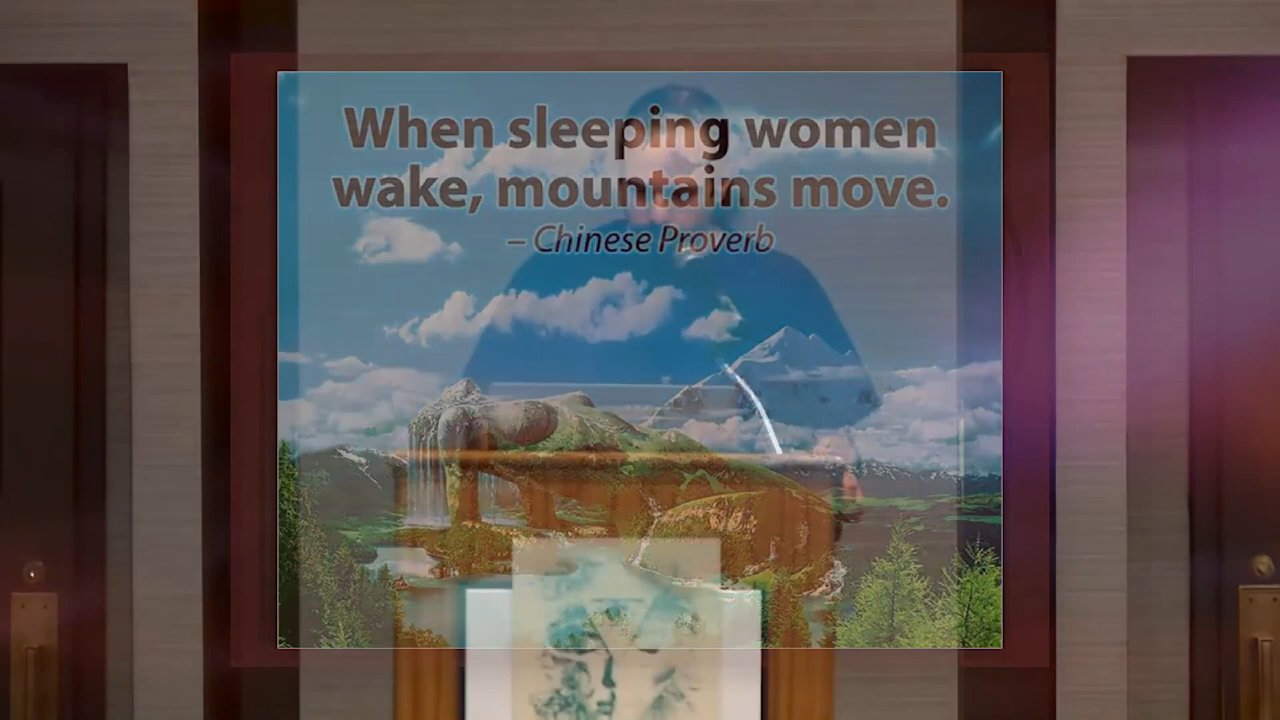 When sleeping women
wake, mountains move.
– Chinese Proverb